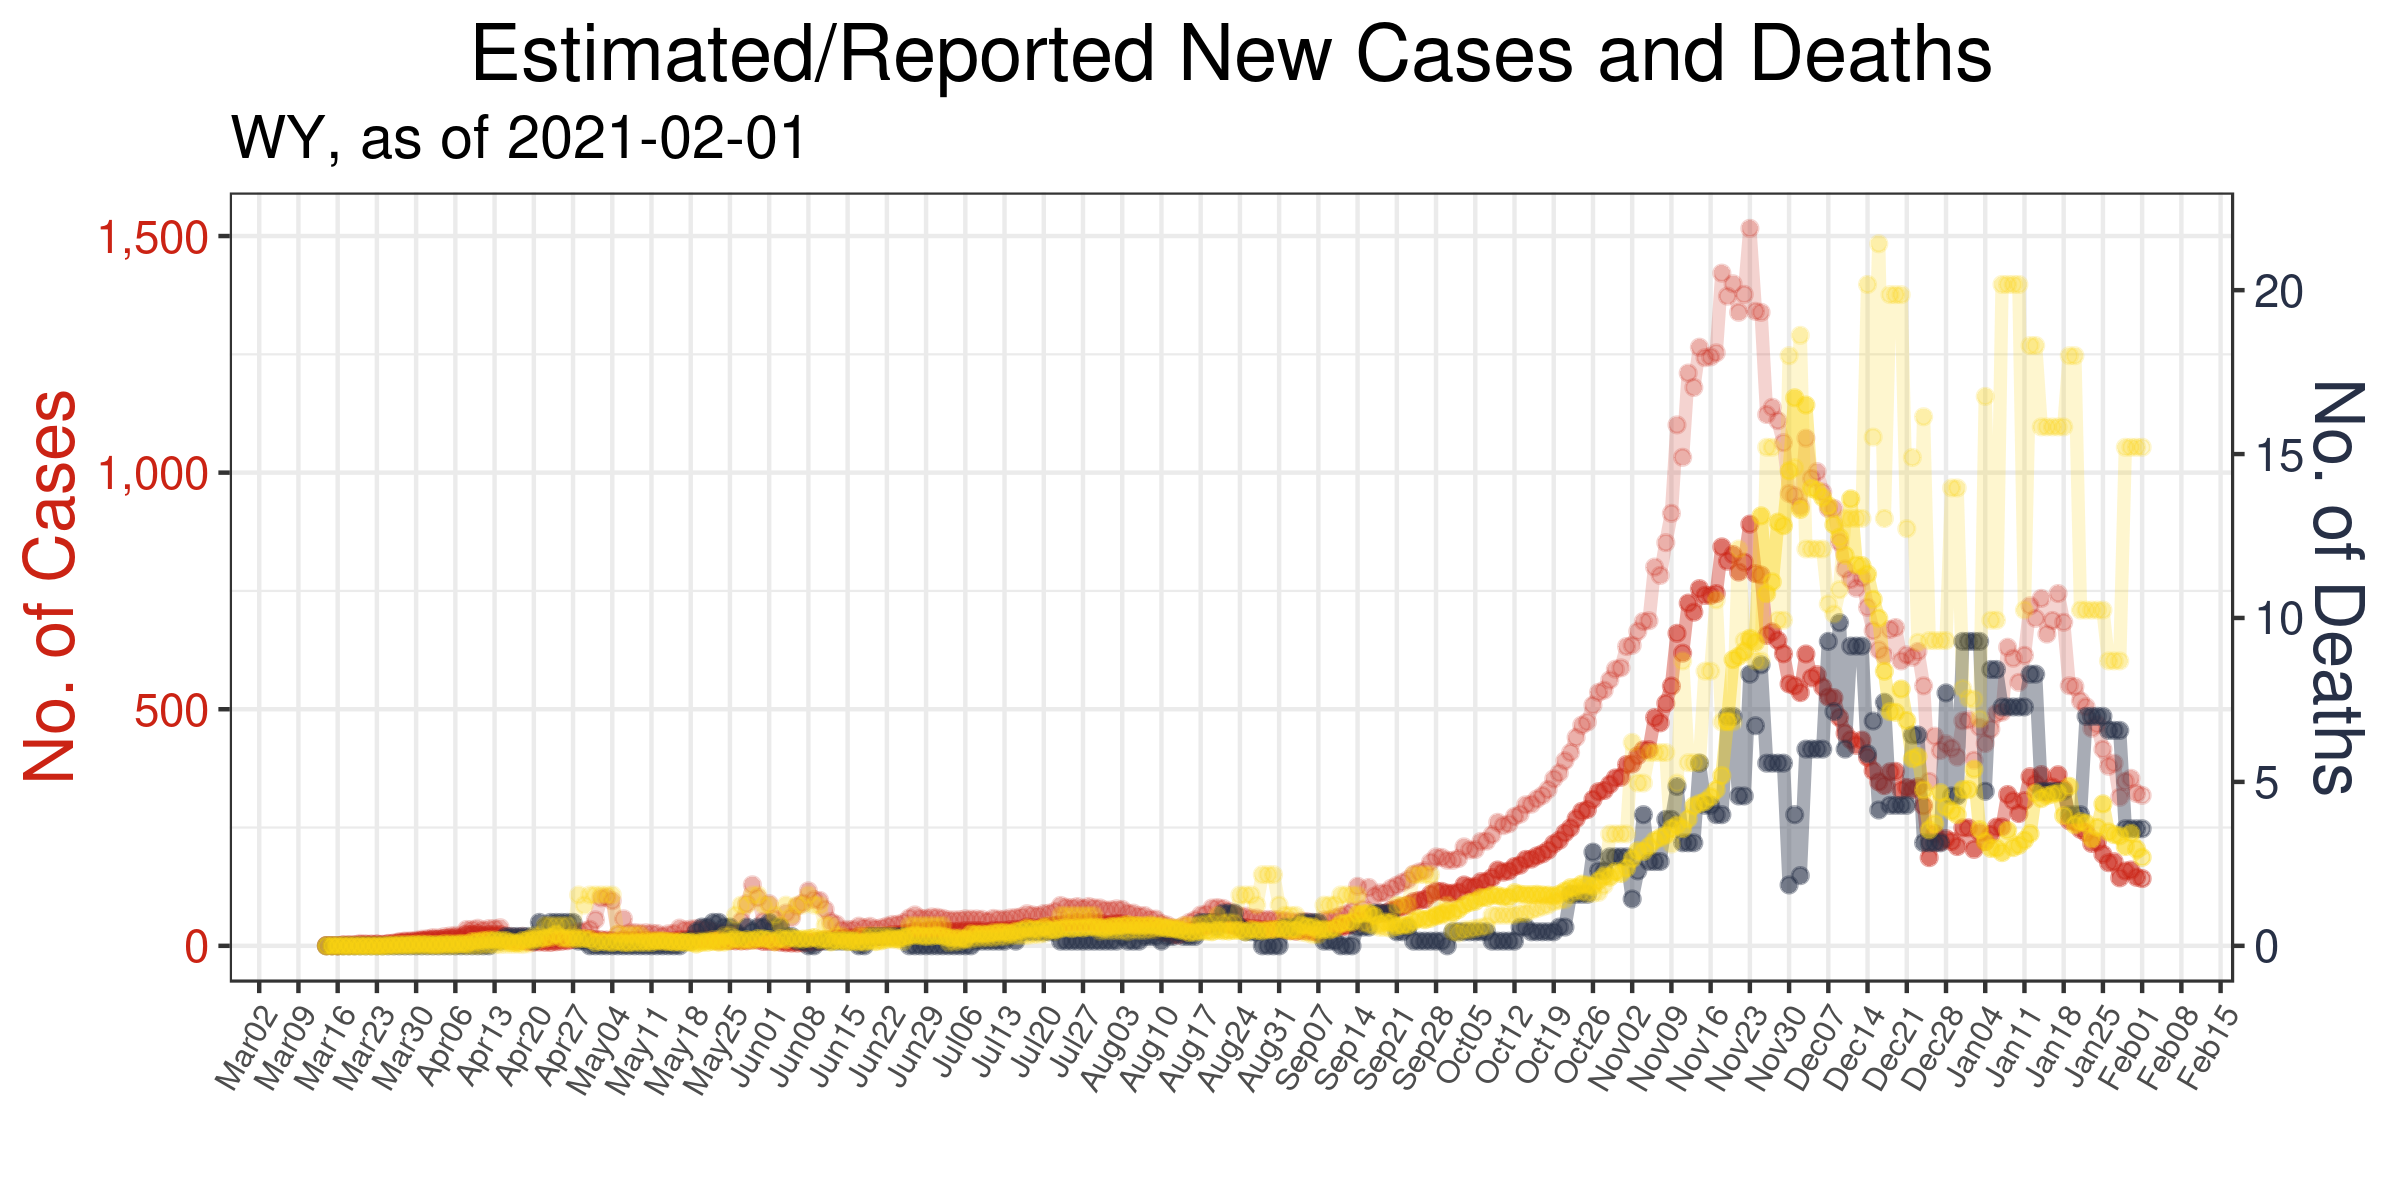 Estimated/Reported New Cases and Deaths
WY, as of 2021-02-01
No. of Cases
1,500
1,000
500
0
20
15
10
5
0
No. of Deaths
Mar02 Mar09 Mar16 Mar23 Mar30 Apr06 Apr13 Apr20 Apr27 May04 May11 May18 May25 Jun01 Jun08 Jun15 Jun22 Jun29 Jul06 Jul13 Jul20 Jul27 Aug03 Aug10 Aug17 Aug24 Aug31 Sep07 Sep14 Sep21 Sep28 Oct05 Oct12 Oct19 Oct26 Nov02 Nov09 Nov16 Nov23 Nov30 Dec07 Dec14 Dec21 Dec28 Jan04 Jan11 Jan18 Jan25 Feb01 Feb08 Feb15